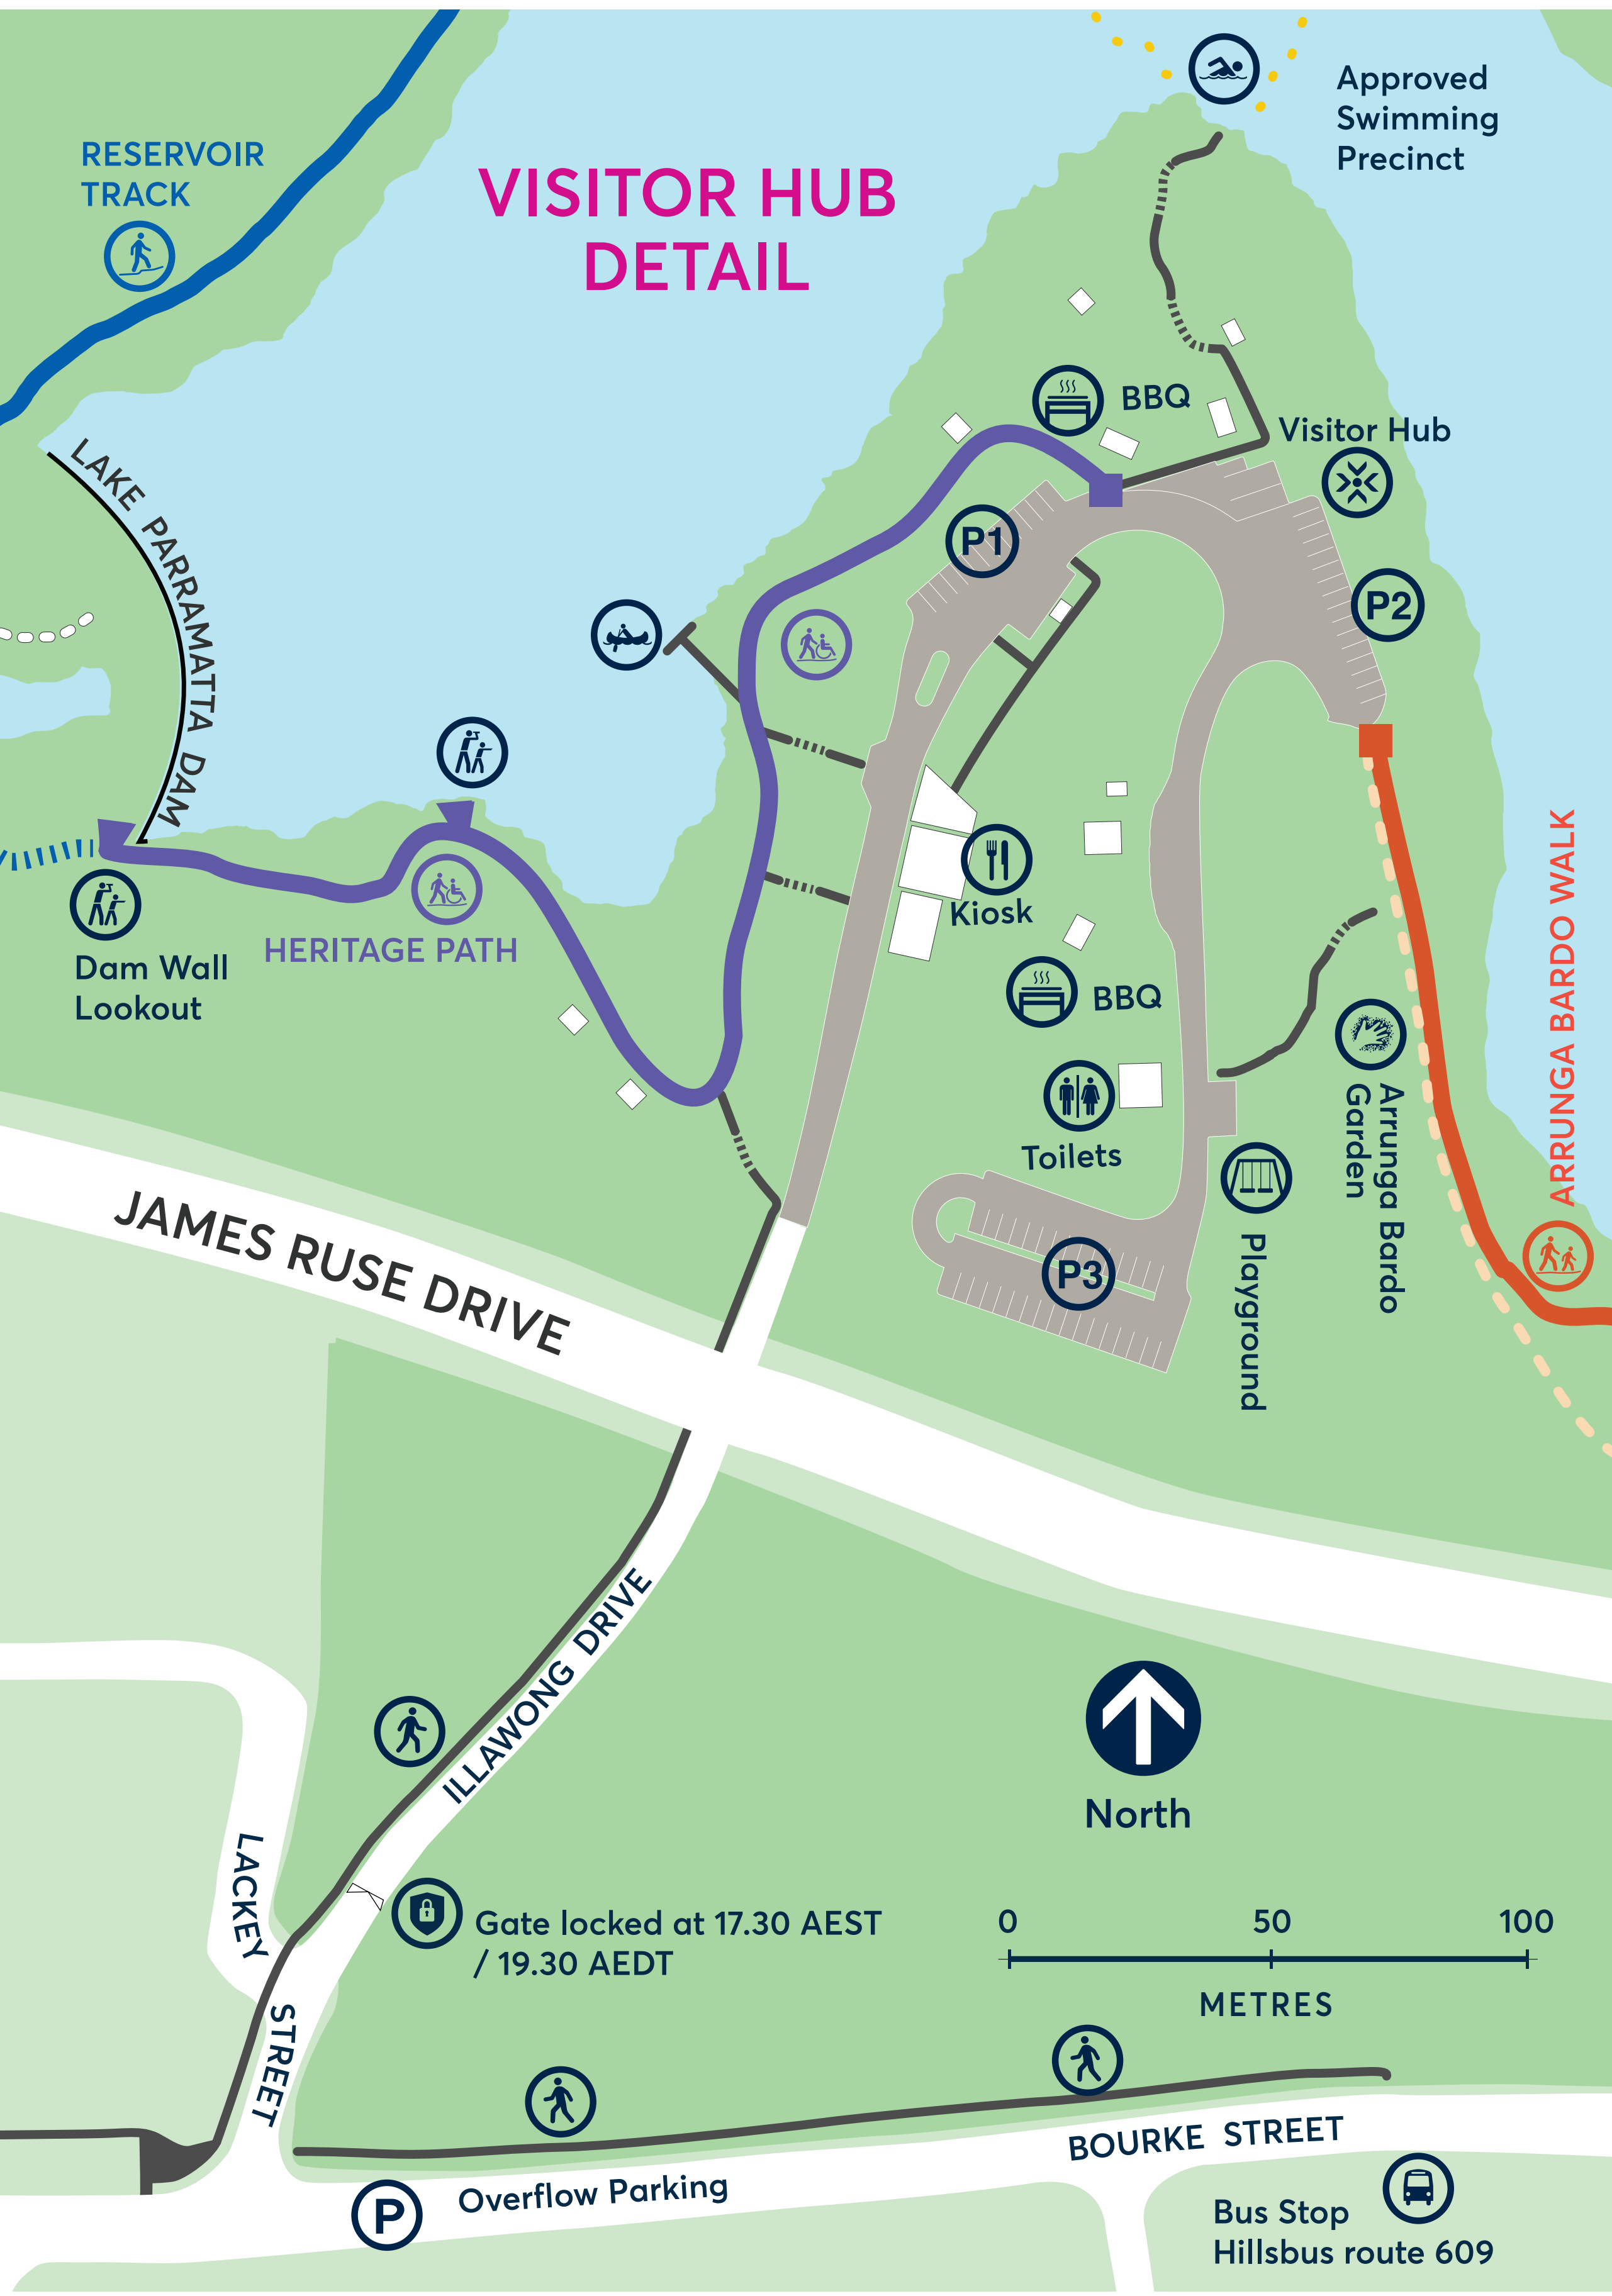 Approved
Swimming
Precinct
RESERVOIR
TRACK
VISITOR HUB
DETAIL
BBQ
Visitor Hub
LAKE PARRAMATTA DAM
P1
P2
Kiosk
HERITAGE PATH
Dam Wall
Lookout
BBQ
ARRUNGA BARDO WALK
Arrunga Bardo
Garden
Toilets
Playground
P3
JAMES RUSE DRIVE
ILLAWONG DRIVE
North
LACKEY
STREET
Gate locked at 17.30 AEST
/ 19.30 AEDT
0 50 100
METRES
BOURKE STREET
P
Overflow Parking
Bus Stop
Hillsbus route 609